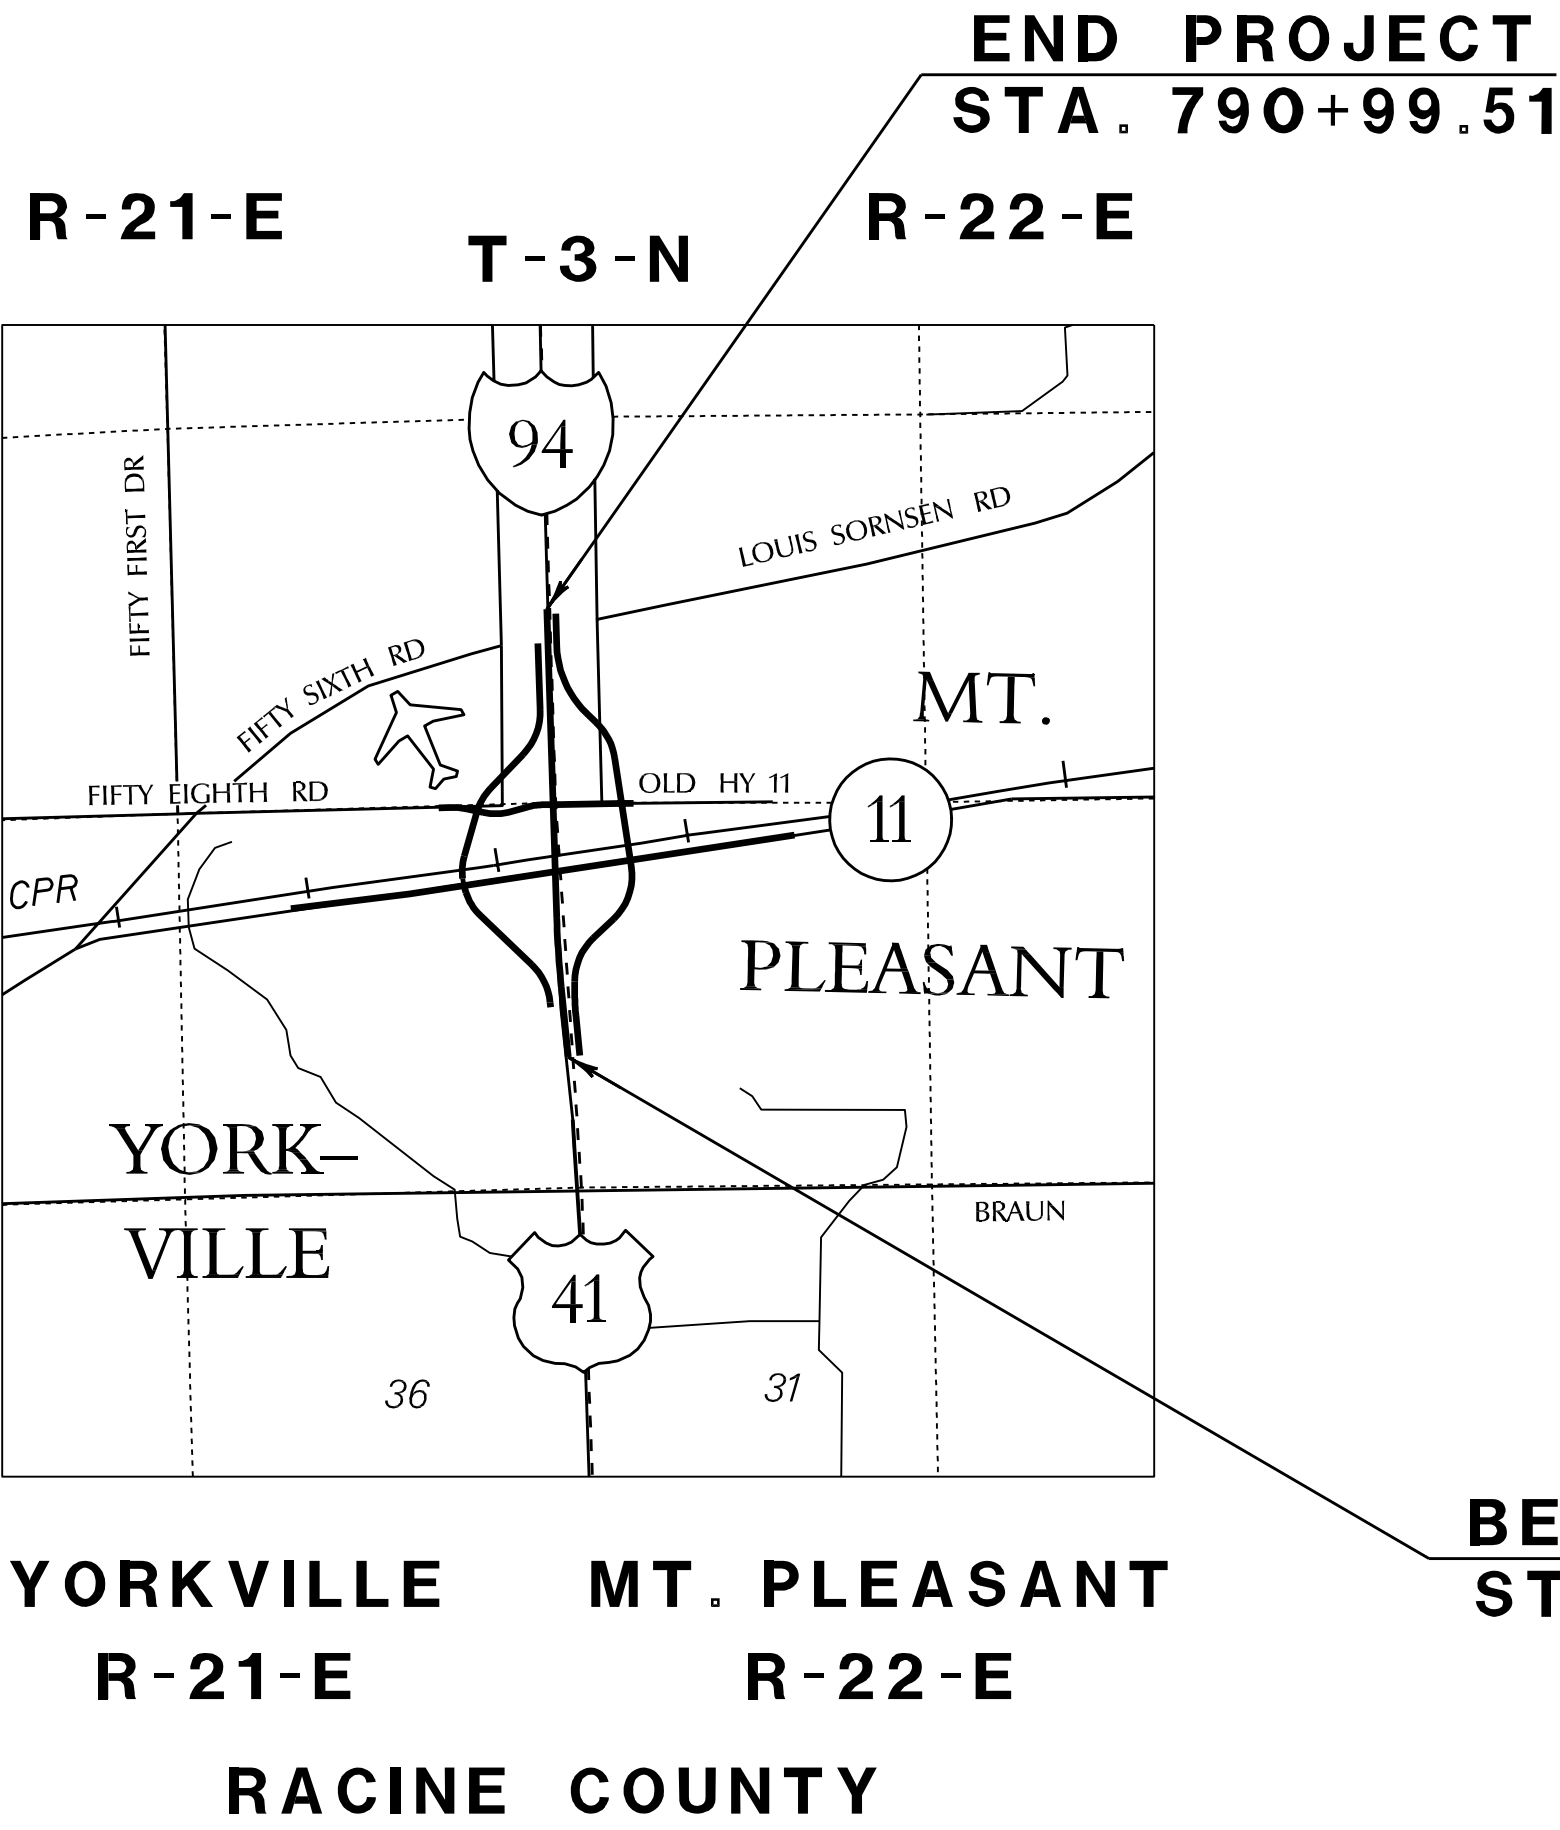 END PROJECT
STA. 790+99.51
R-21-E
R-22-E
T-3-N
94
FIFTY FIRST DR
LOUIS SORNSEN RD
FIFTY SIXTH RD
MT.
FIFTY EIGHTH RD
OLD HY 11
11
CPR
PLEASANT
YORK–
BRAUN
VILLE
41
36
31
BE
ST
YORKVILLE MT. PLEASANT
R-21-E R-22-E
RACINE COUNTY